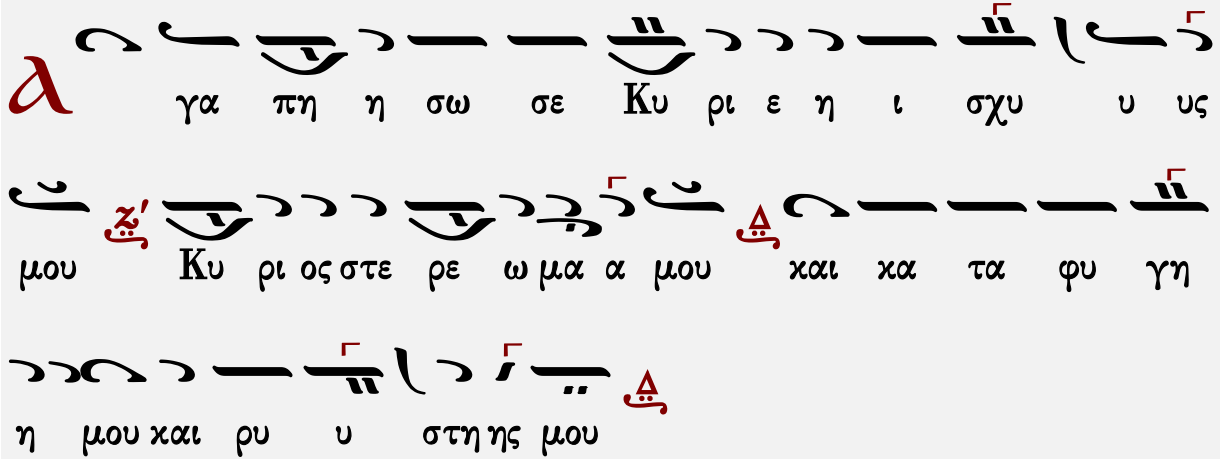 α γα πη η σω σε Κυ ρι ε η ι σχυ υ υς
μου ζ′ Κυ ρι ος στε ρε ω μα α μου Δ και κα τα φυ γη
η μου και ρυ υ στη ης μου Δ